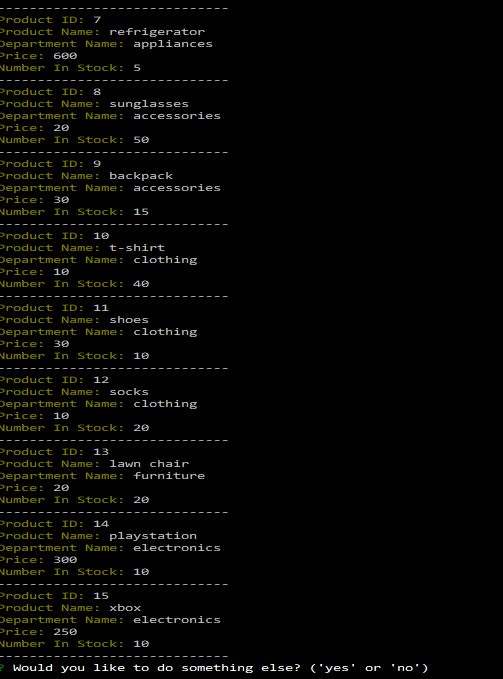 -----------------------------
Product ID: 7
Product Name: refrigerator
Department Name: appliances
Price: 600
Number In Stock: 5
-----------------------------
Product ID: 8
Product Name: sunglasses
Department Name: accessories
Price: 20
Number In Stock: 50
-----------------------------
Product ID: 9
Product Name: backpack
Department Name: accessories
Price: 30
Number In Stock: 15
-----------------------------
Product ID: 10
Product Name: t-shirt
Department Name: clothing
Price: 10
Number In Stock: 40
-----------------------------
Product ID: 11
Product Name: shoes
Department Name: clothing
Price: 30
Number In Stock: 10
-----------------------------
Product ID: 12
Product Name: socks
Department Name: clothing
Price: 10
Number In Stock: 20
-----------------------------
Product ID: 13
Product Name: lawn chair
Department Name: furniture
Price: 20
Number In Stock: 20
-----------------------------
Product ID: 14
Product Name: playstation
Department Name: electronics
Price: 300
Number In Stock: 10
-----------------------------
Product ID: 15
Product Name: xbox
Department Name: electronics
Price: 250
Number In Stock: 10
-----------------------------
? Would you like to do something else? ('yes' or 'no')